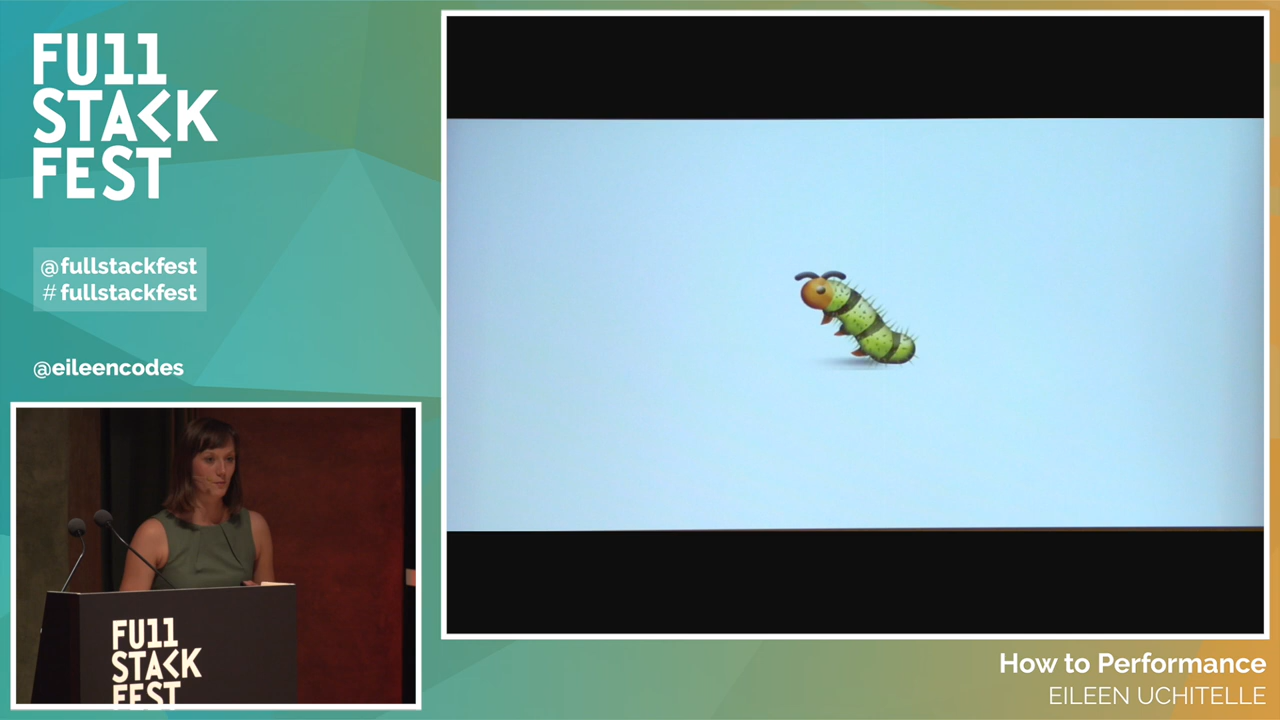 FU11
STACK
FEST
@fullstackfest
# fullstackfest
@eileencodes
FU11
STACK
FEST
How to Performance
EILEEN UCHITELLE